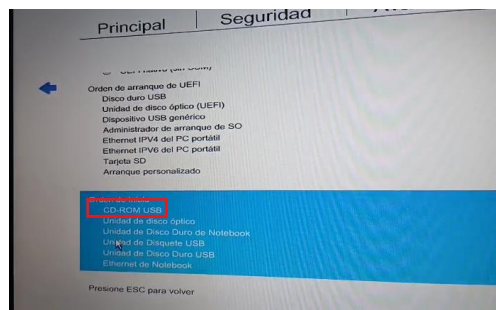 Principal
Seguridad
Orden de arranque de UEFI
Disco duro USB
Unidad de disco óptico (UEFI)
Dispositivo USB genérico
Administrador de arranque de SO
Ethernet IPV4 del PC portátil
Ethernet IPV6 del PC portátil
Tarjeta SD
Arranque personalizado
Orden de Inicio
CD-ROM USB
Unidad de disco óptico
Unidad de Disco Duro de Notebook
Unidad de Disquete USB
Unidad de Disco Duro USB
Ethernet de Notebook
Presione ESC para volver